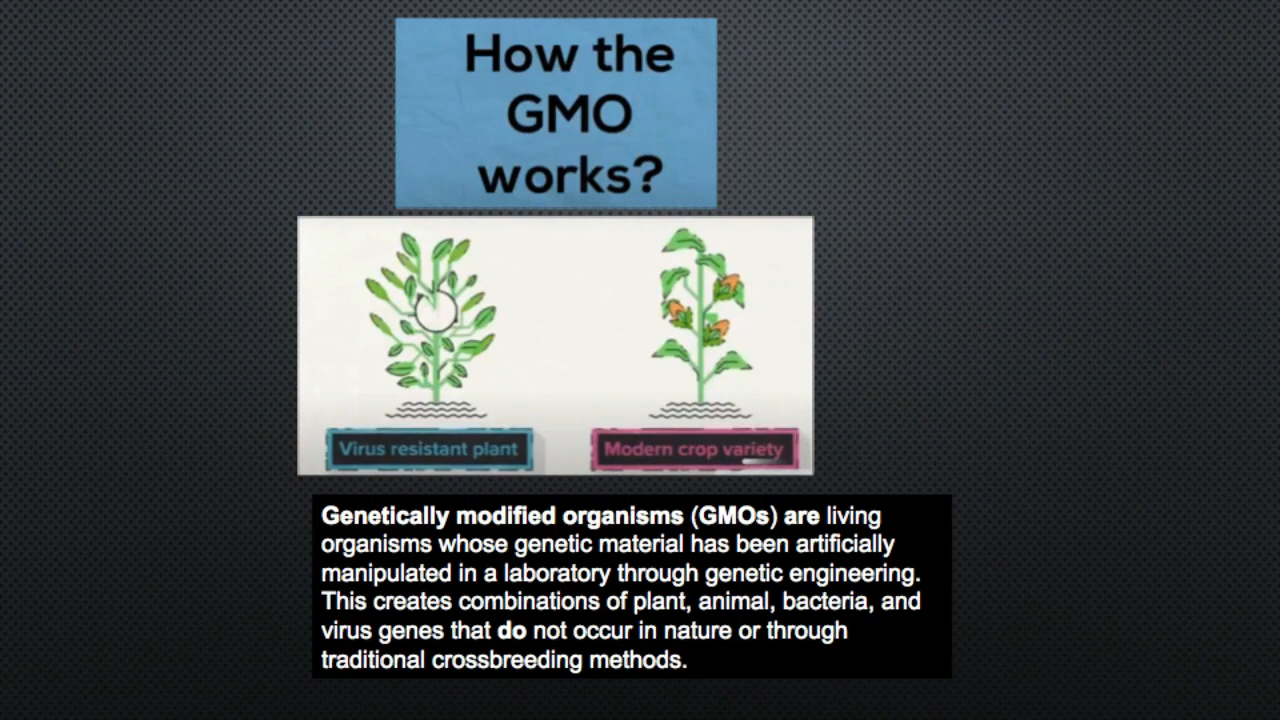 How the
GMO
works?
Virus resistant plant
Modern crop variety
Genetically modified organisms (GMOs) are living
organisms whose genetic material has been artificially
manipulated in a laboratory through genetic engineering.
This creates combinations of plant, animal, bacteria, and
virus genes that do not occur in nature or through
traditional crossbreeding methods.